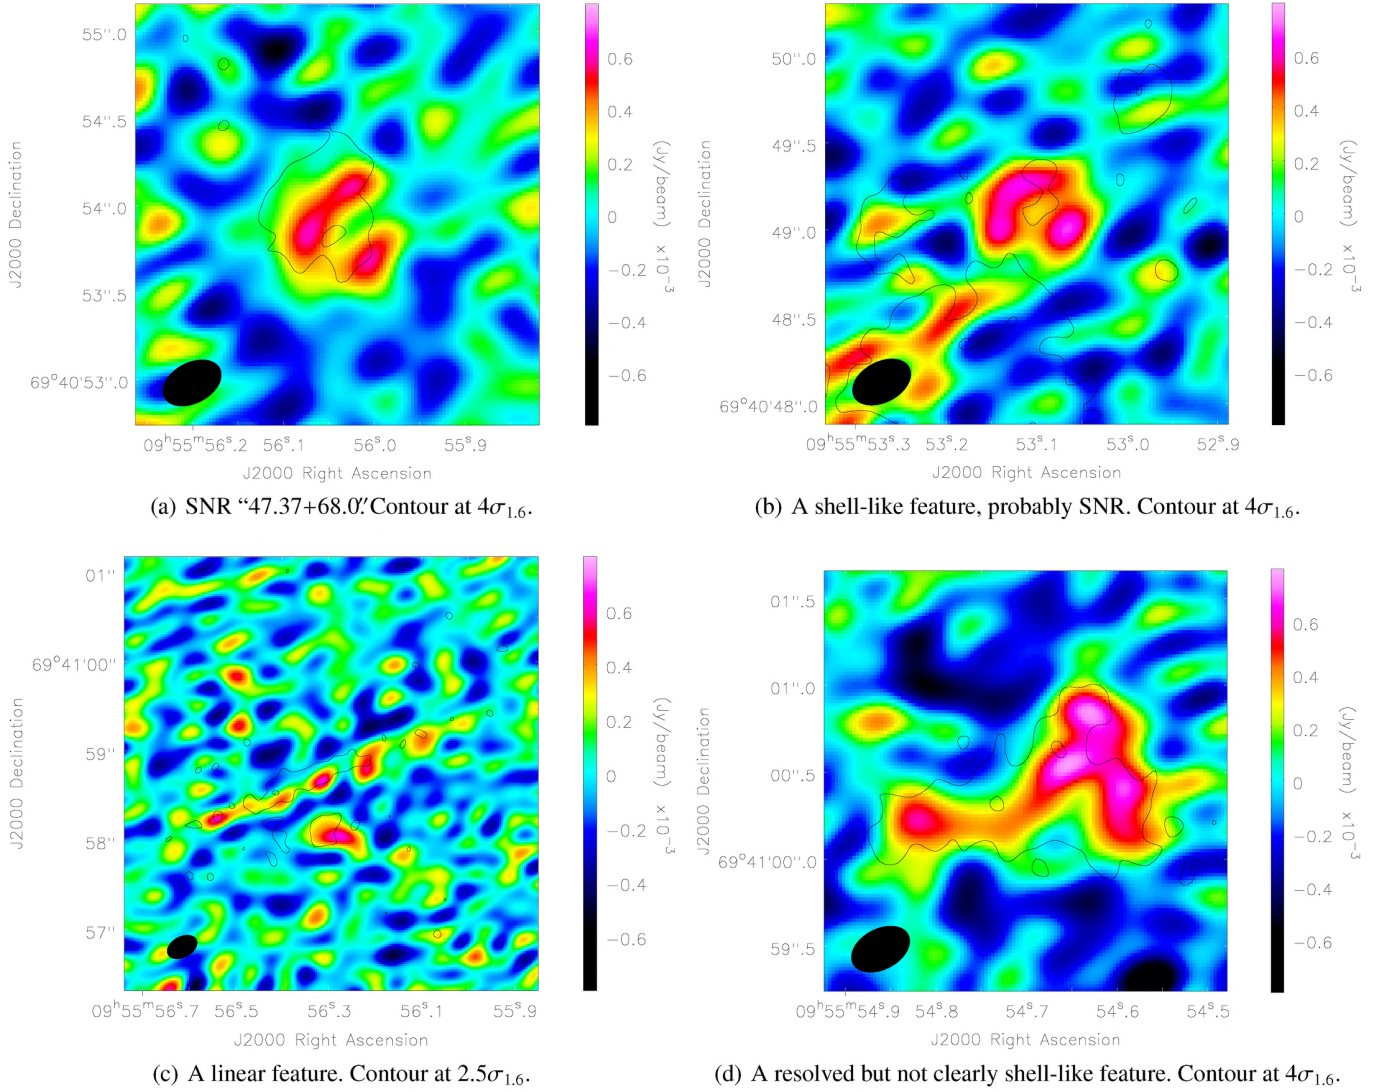 55".0
54".5
54".0
53".5
69°40'53".0
J2000 Declination
09ʰ55ᵐ56ˢ.2 56ˢ.1 56ˢ.0 55ˢ.9
J2000 Right Ascension
0.6
0.4
0.2
0
−0.2
−0.4
−0.6
(Jy/beam) x10⁻³
(a) SNR “47.37+68.0”. Contour at 4σ₁.₆.
50".0
49".5
49".0
48".5
69°40'48".0
J2000 Declination
09ʰ55ᵐ53ˢ.3 53ˢ.2 53ˢ.1 53ˢ.0 52ˢ.9
J2000 Right Ascension
0.6
0.4
0.2
0
−0.2
−0.4
−0.6
(Jy/beam) x10⁻³
(b) A shell-like feature, probably SNR. Contour at 4σ₁.₆.
01"
69°41'00"
59"
58"
57"
J2000 Declination
09ʰ55ᵐ56ˢ.7 56ˢ.5 56ˢ.3 56ˢ.1 55ˢ.9
J2000 Right Ascension
0.6
0.4
0.2
0
−0.2
−0.4
−0.6
(Jy/beam) x10⁻³
(c) A linear feature. Contour at 2.5σ₁.₆.
01".5
01".0
00".5
69°41'00".0
59".5
J2000 Declination
09ʰ55ᵐ54ˢ.9 54ˢ.8 54ˢ.7 54ˢ.6 54ˢ.5
J2000 Right Ascension
0.6
0.4
0.2
0
−0.2
−0.4
−0.6
(Jy/beam) x10⁻³
(d) A resolved but not clearly shell-like feature. Contour at 4σ₁.₆.